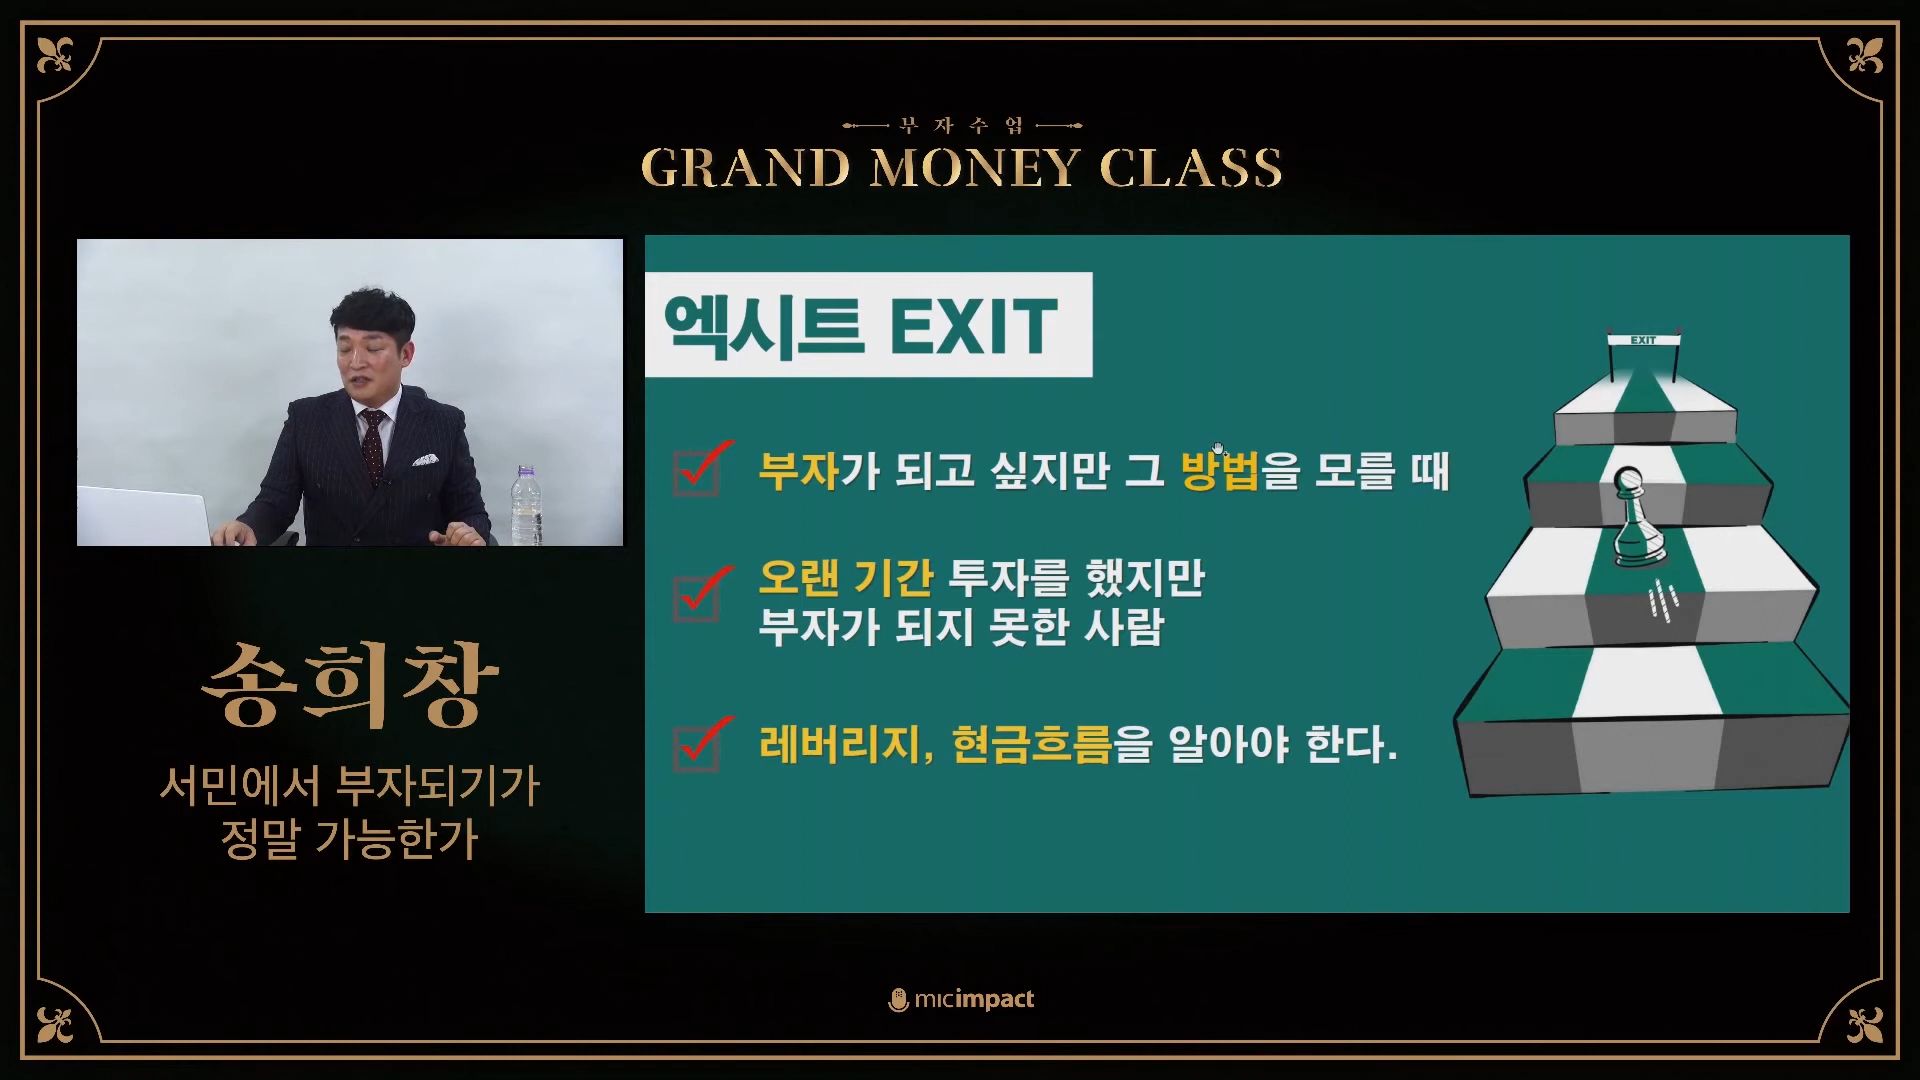 부자수업
GRAND MONEY CLASS
엑시트 EXIT
EXIT
부자가 되고 싶지만 그 방법을 모를 때
오랜 기간 투자를 했지만
부자가 되지 못한 사람
레버리지, 현금흐름을 알아야 한다.
송희창
서민에서 부자되기가
정말 가능한가
micimpact